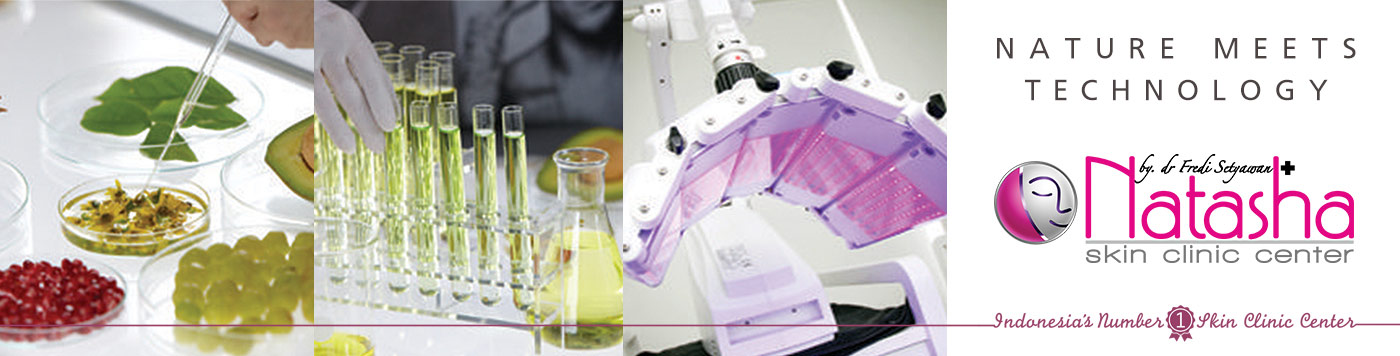 NATURE MEETS
TECHNOLOGY
by. dr Fredi Setyawan
Natasha
skin clinic center
Indonesia's Number 1 Skin Clinic Center